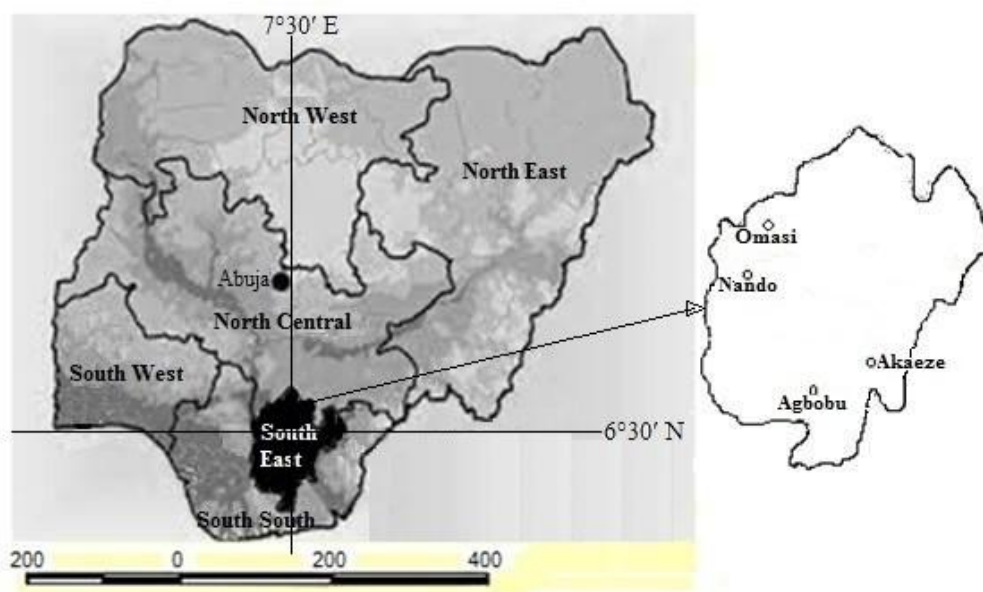 7°30′ E
North West
North East
Omasi
Nando
Abuja
North Central
South West
Akaeze
Agbobu
South
East
6°30′ N
South South
200 0 200 400